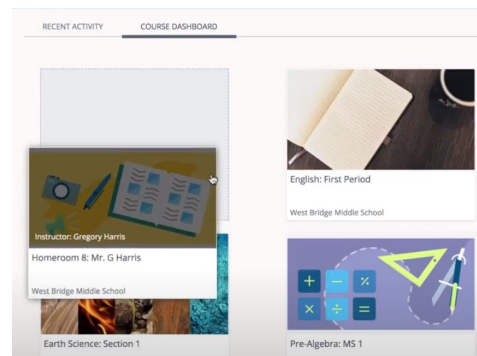 RECENT ACTIVITY
COURSE DASHBOARD
English: First Period
West Bridge Middle School
Instructor: Gregory Harris
Homeroom 8: Mr. G Harris
West Bridge Middle School
Earth Science: Section 1
Pre-Algebra: MS 1